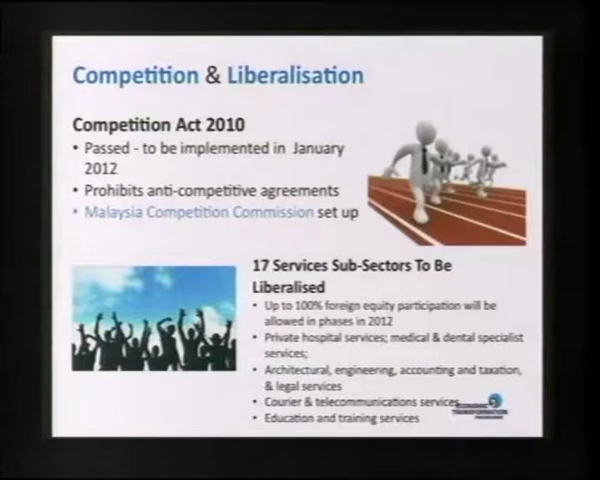 Competition & Liberalisation
Competition Act 2010
• Passed - to be implemented in January
2012
• Prohibits anti-competitive agreements
• Malaysia Competition Commission set up
17 Services Sub-Sectors To Be
Liberalised
• Up to 100% foreign equity participation will be
allowed in phases in 2012
• Private hospital services; medical & dental specialist
services;
• Architectural, engineering, accounting and taxation,
& legal services
• Courier & telecommunications services
• Education and training services
TRANSFORMATION